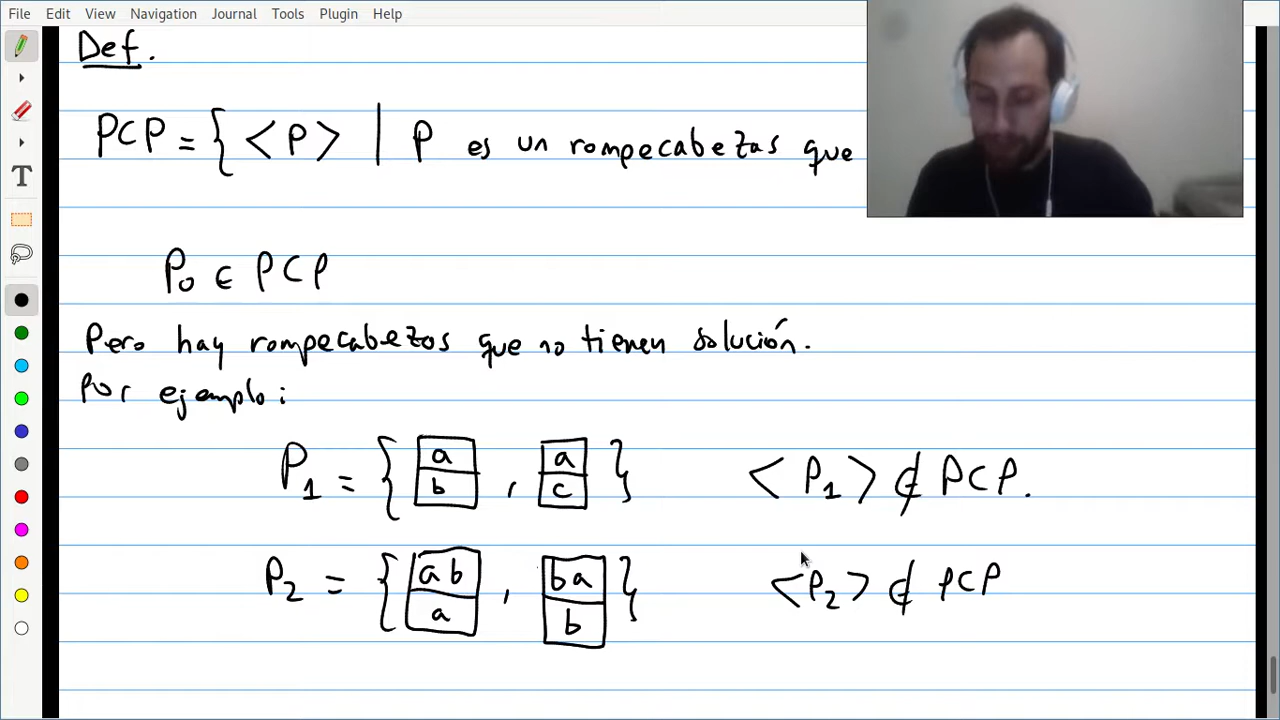 File Edit View Navigation Journal Tools Plugin Help
Def.
PCP = { <P> | P es un rompecabezas que
T
P0 ∈ PCP
Pero hay rompecabezos que no tienen solución.
Por ejemplo:
P1 = { a/b , a/c } <P1> ∉ PCP.
P2 = { ab/a , ba/b } <P2> ∉ PCP